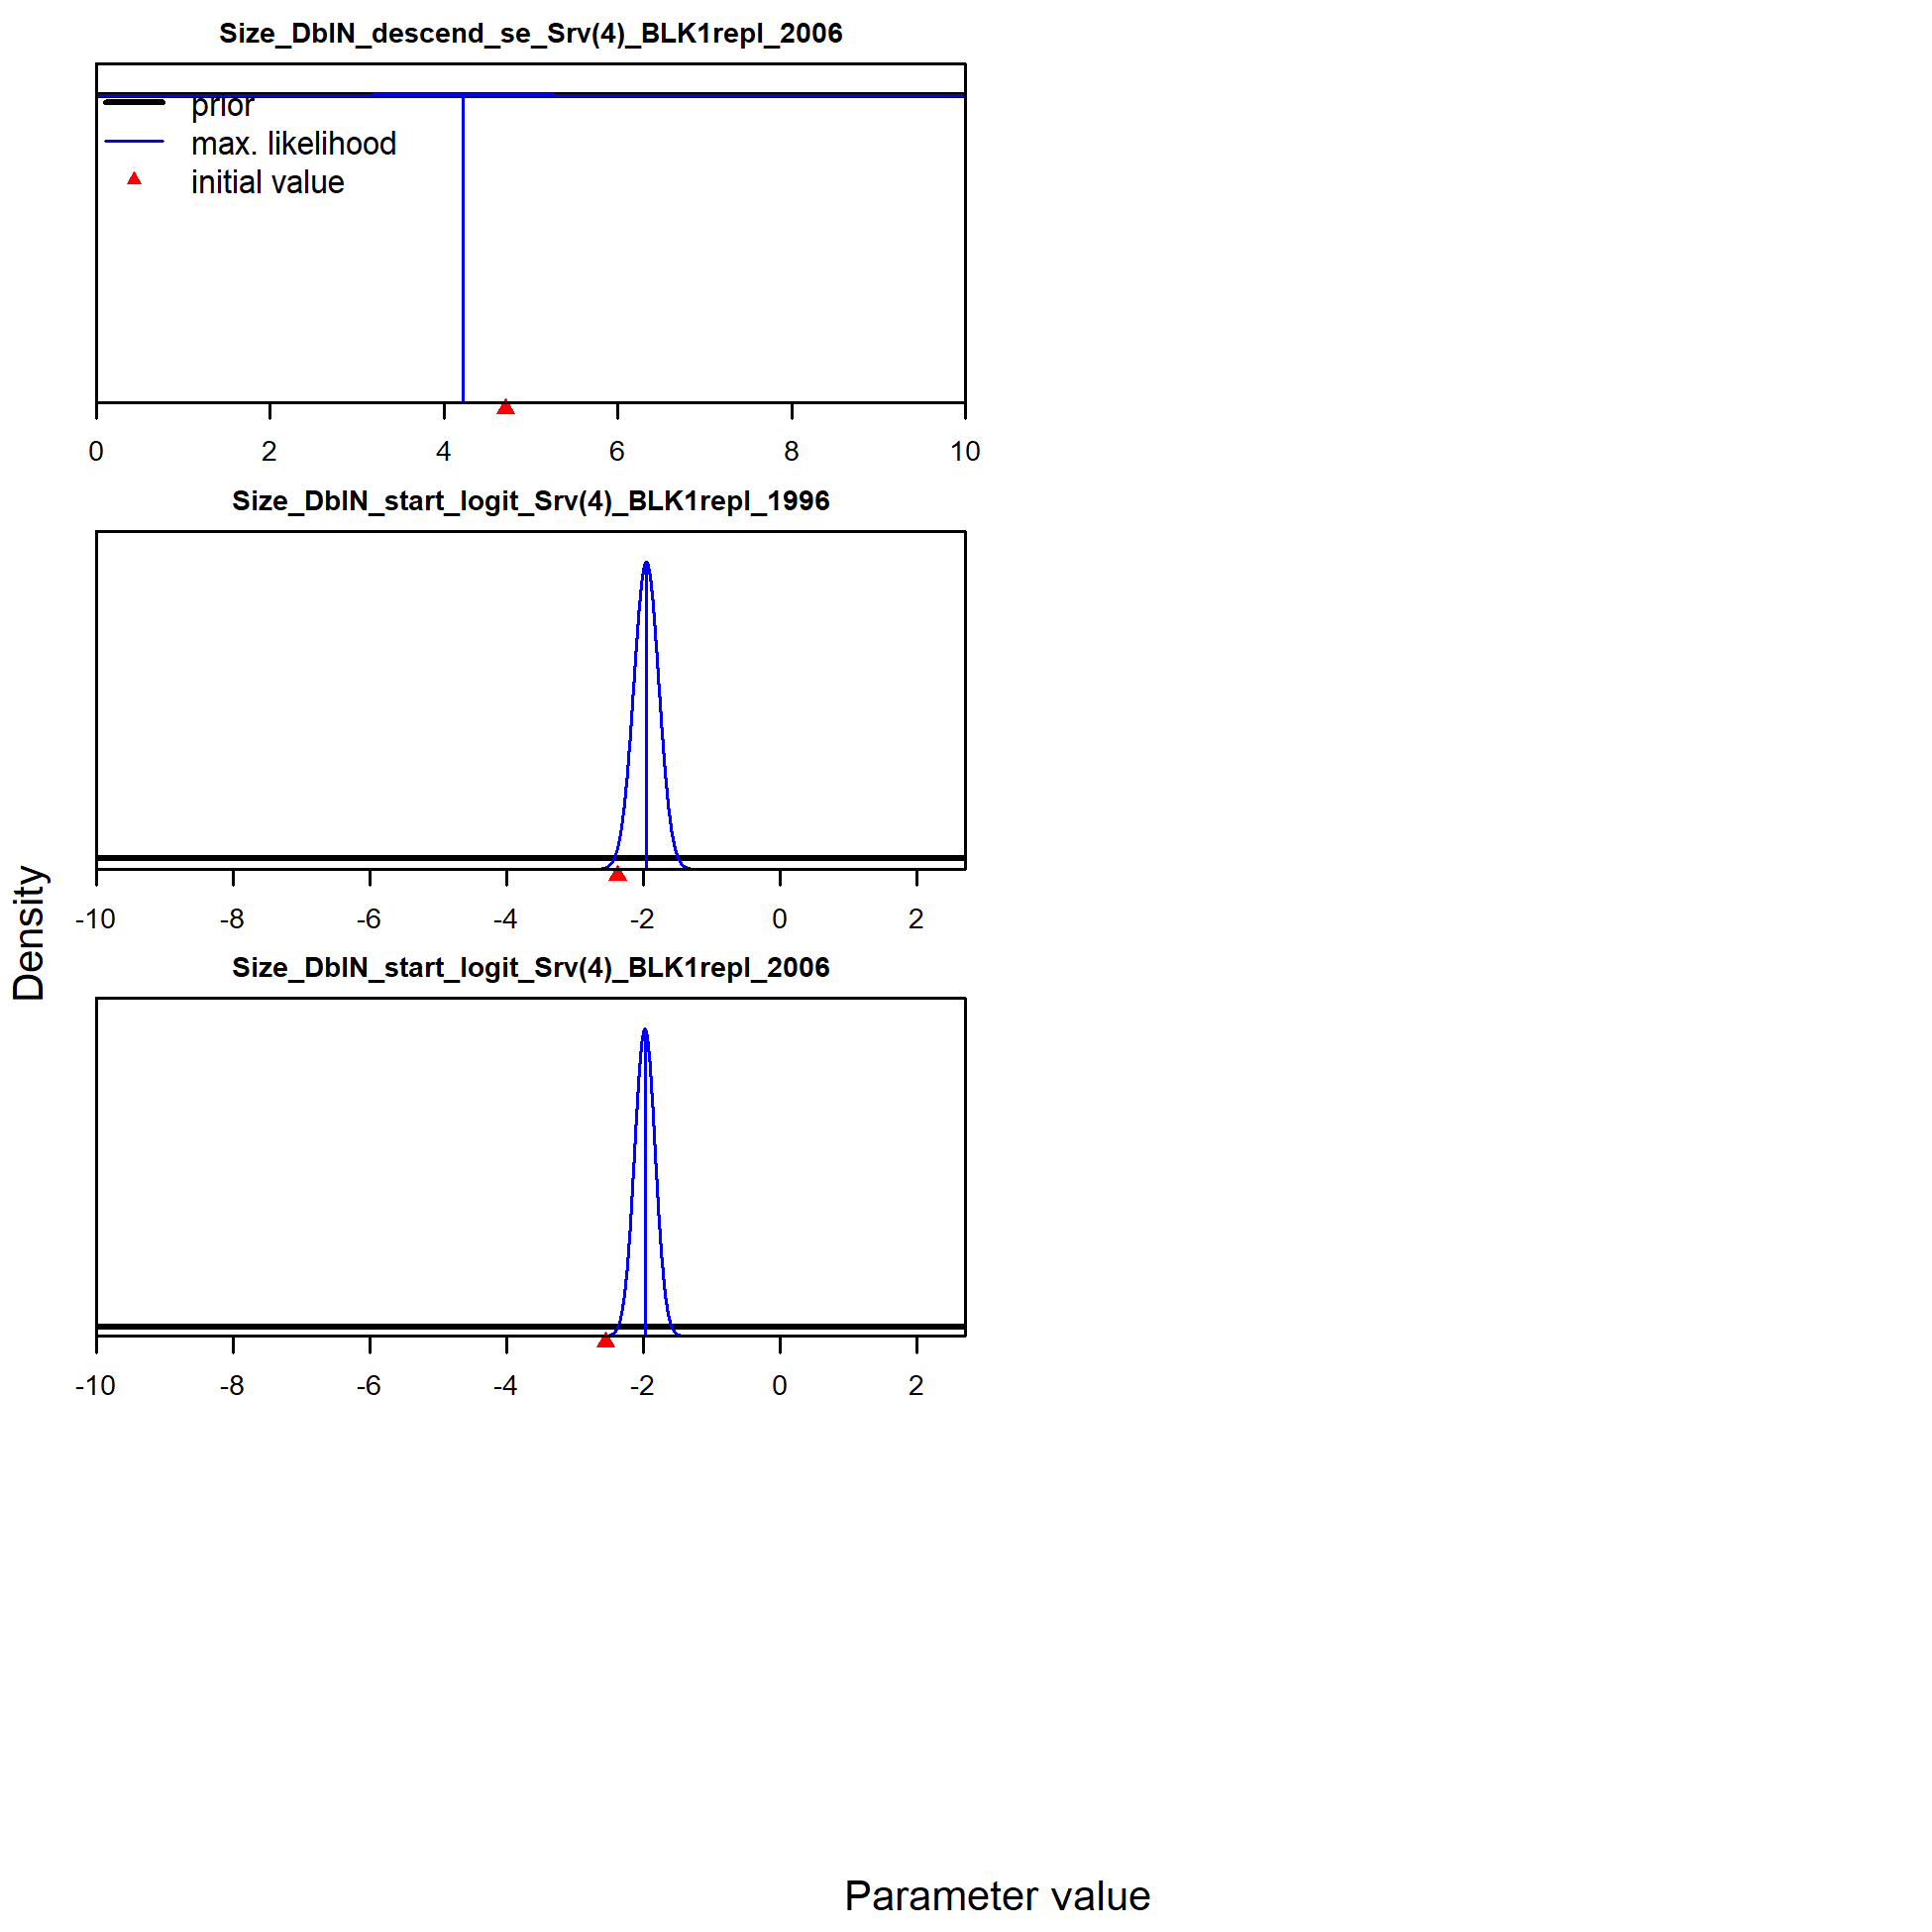 Size_DblN_descend_se_Srv(4)_BLK1repl_2006
prior
max. likelihood
initial value
0 2 4 6 8 10
Size_DblN_start_logit_Srv(4)_BLK1repl_1996
-10 -8 -6 -4 -2 0 2
Density
Size_DblN_start_logit_Srv(4)_BLK1repl_2006
-10 -8 -6 -4 -2 0 2
Parameter value